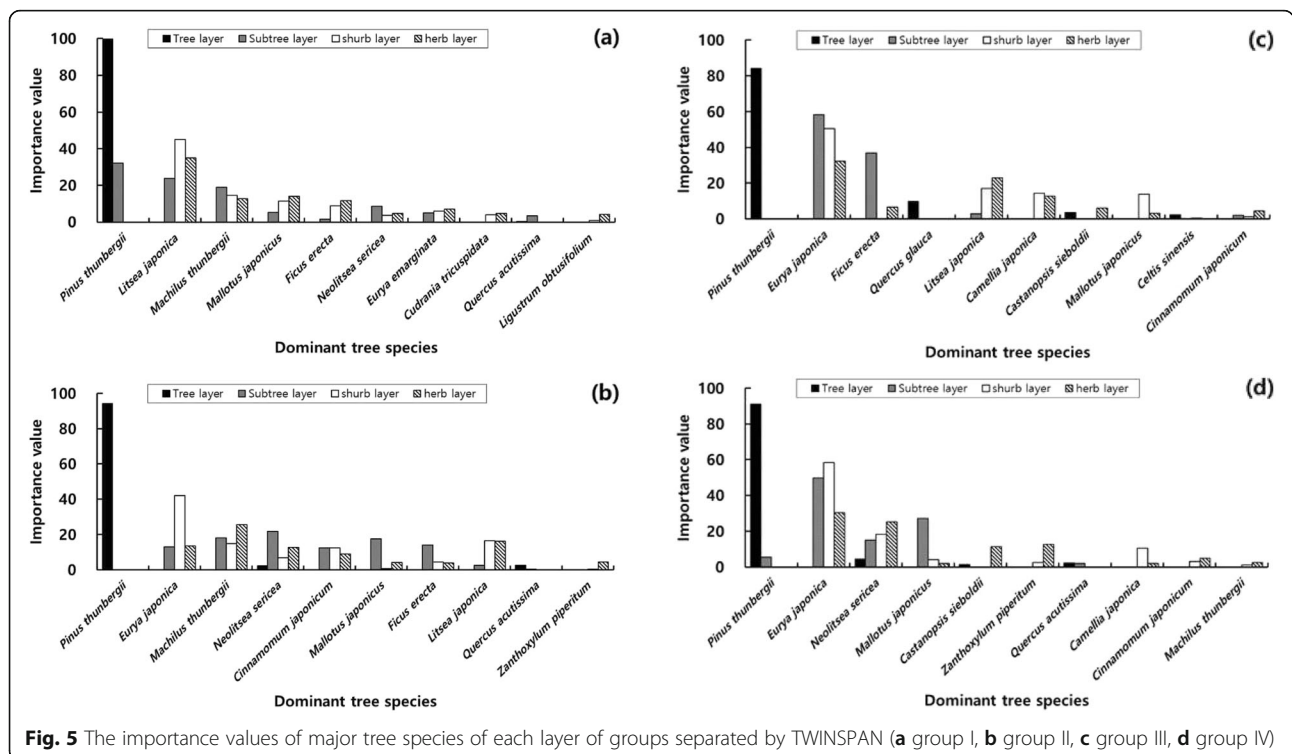 (a)
Tree layer Subtree layer shurb layer herb layer
Importance value
100
80
60
40
20
0
Pinus thunbergii
Litsea japonica
Machilus thunbergii
Mallotus japonicus
Ficus erecta
Neolitsea sericea
Eurya emarginata
Cudrania tricuspidata
Quercus acutissima
Ligustrum obtusifolium
Dominant tree species
(c)
Tree layer Subtree layer shurb layer herb layer
Importance value
100
80
60
40
20
0
Pinus thunbergii
Eurya japonica
Ficus erecta
Quercus glauca
Litsea japonica
Camellia japonica
Castanopsis sieboldii
Mallotus japonicus
Celtis sinensis
Cinnamomum japonicum
Dominant tree species
(b)
Tree layer Subtree layer shurb layer herb layer
Importance value
100
80
60
40
20
0
Pinus thunbergii
Eurya japonica
Machilus thunbergii
Neolitsea sericea
Cinnamomum japonicum
Mallotus japonicus
Ficus erecta
Litsea japonica
Quercus acutissima
Zanthoxylum piperitum
Dominant tree species
(d)
Tree layer Subtree layer shurb layer herb layer
Importance value
100
80
60
40
20
0
Pinus thunbergii
Eurya japonica
Neolitsea sericea
Mallotus japonicus
Castanopsis sieboldii
Zanthoxylum piperitum
Quercus acutissima
Camellia japonica
Cinnamomum japonicum
Machilus thunbergii
Dominant tree species
Fig. 5 The importance values of major tree species of each layer of groups separated by TWINSPAN (a group I, b group II, c group III, d group IV)